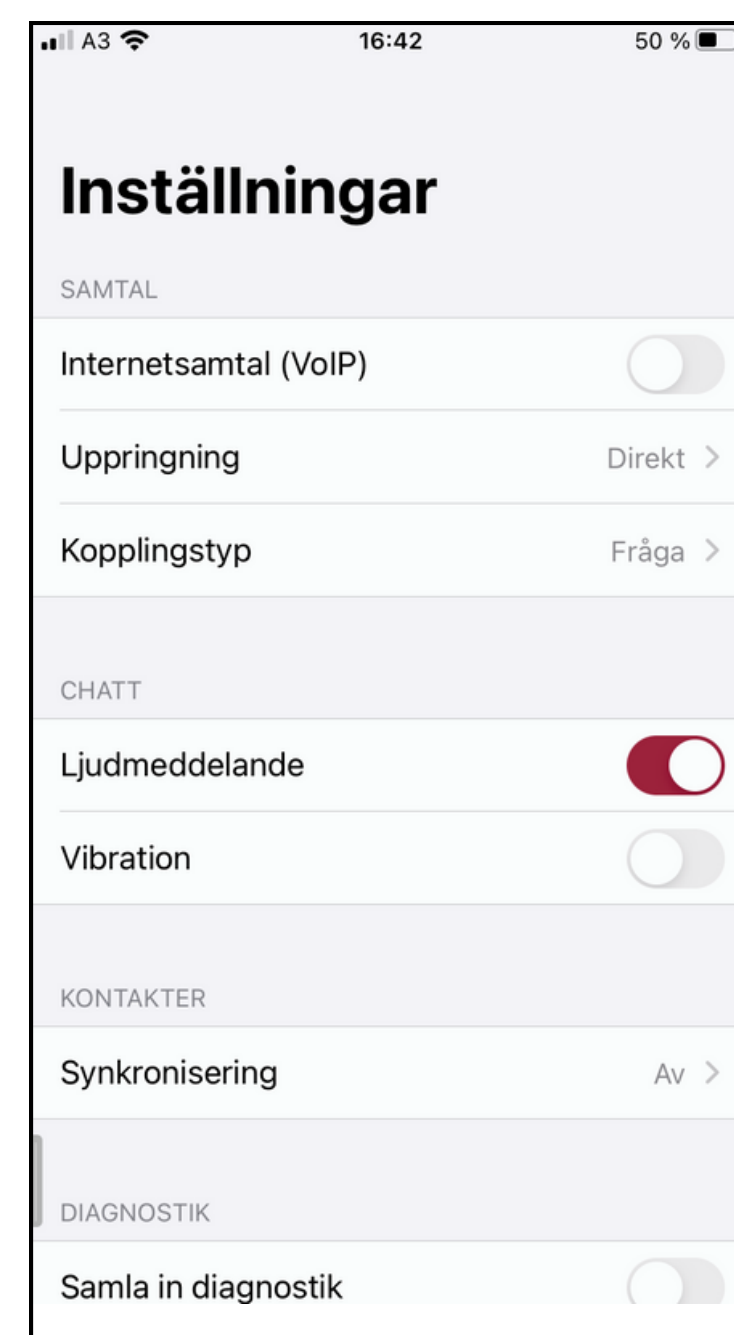 A3 16:42 50 %
Inställningar
SAMTAL
Internetsamtal (VoIP)
Uppringning Direkt
Kopplingstyp Fråga
CHATT
Ljudmeddelande
Vibration
KONTAKTER
Synkronisering Av
DIAGNOSTIK
Samla in diagnostik